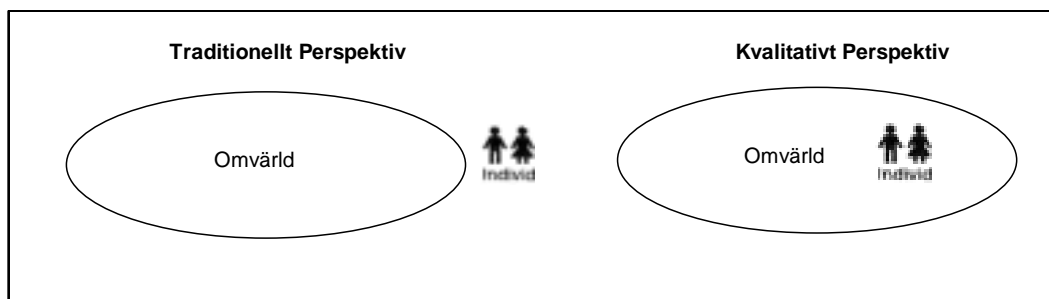 Traditionellt Perspektiv
Kvalitativt Perspektiv
Omvärld
Individ
Omvärld
Individ